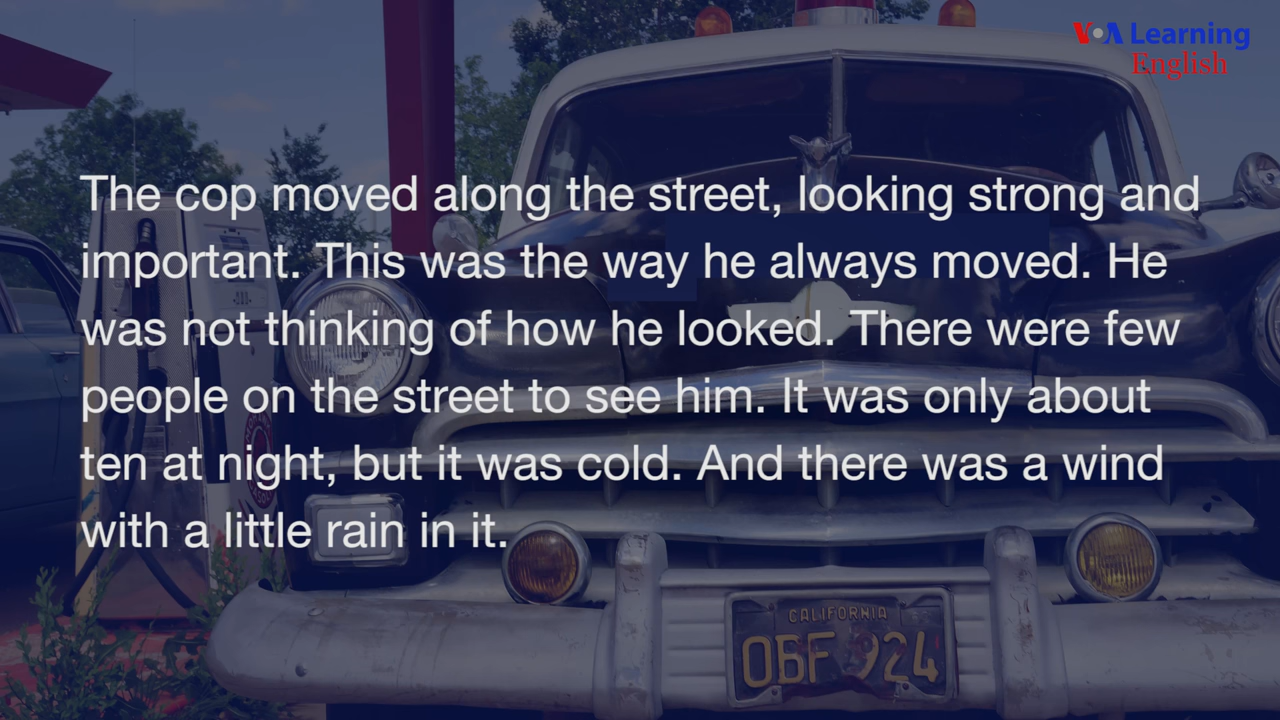 VOA Learning
English
The cop moved along the street, looking strong and
important. This was the way he always moved. He
was not thinking of how he looked. There were few
people on the street to see him. It was only about
ten at night, but it was cold. And there was a wind
with a little rain in it.
CALIFORNIA
OBF 924